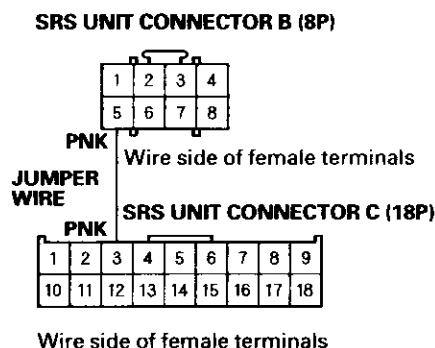 SRS UNIT CONNECTOR B (8P)
1 2 3 4
5 6 7 8
PNK
Wire side of female terminals
JUMPER
WIRE
SRS UNIT CONNECTOR C (18P)
PNK
1 2 3 4 5 6 7 8 9
10 11 12 13 14 15 16 17 18
Wire side of female terminals